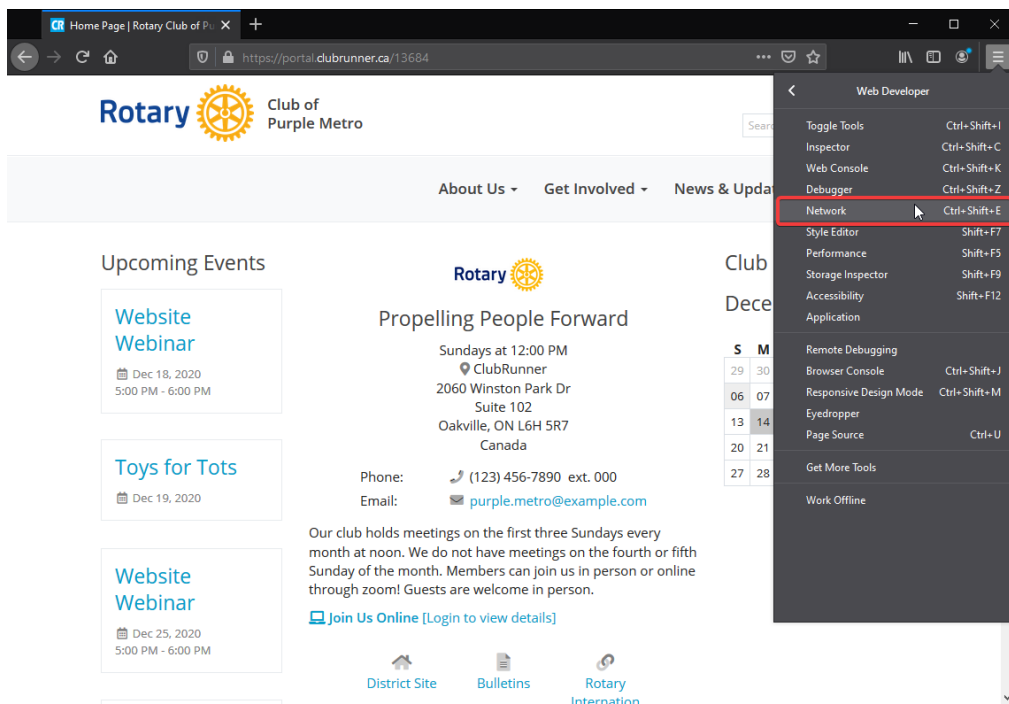 CR Home Page | Rotary Club of Pu
https://portal.clubrunner.ca/13684
Rotary
Club of
Purple Metro
Sear
About Us
Get Involved
News & Updat
Web Developer
Toggle Tools Ctrl+Shift+I
Inspector Ctrl+Shift+C
Web Console Ctrl+Shift+K
Debugger Ctrl+Shift+Z
Network Ctrl+Shift+E
Style Editor Shift+F7
Performance Shift+F5
Storage Inspector Shift+F9
Accessibility Shift+F12
Application
Remote Debugging
Browser Console Ctrl+Shift+J
Responsive Design Mode Ctrl+Shift+M
Eyedropper
Page Source Ctrl+U
Get More Tools
Work Offline
Upcoming Events
Website
Webinar
Dec 18, 2020
5:00 PM - 6:00 PM
Toys for Tots
Dec 19, 2020
Website
Webinar
Dec 25, 2020
5:00 PM - 6:00 PM
Rotary
Propelling People Forward
Sundays at 12:00 PM
ClubRunner
2060 Winston Park Dr
Suite 102
Oakville, ON L6H 5R7
Canada
Phone: (123) 456-7890 ext. 000
Email: purple.metro@example.com
Our club holds meetings on the first three Sundays every
month at noon. We do not have meetings on the fourth or fifth
Sunday of the month. Members can join us in person or online
through zoom! Guests are welcome in person.
Join Us Online [Login to view details]
District Site
Bulletins
Rotary
Internation
Club
Dece
S M
29 30
06 07
13 14
20 21
27 28